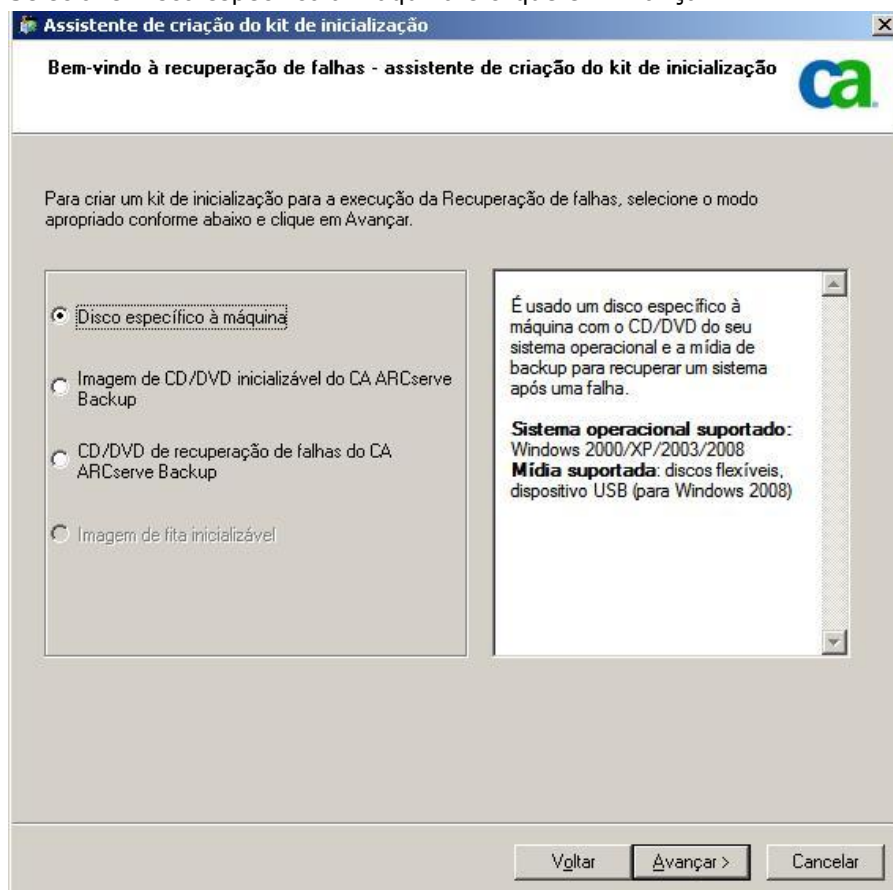 Assistente de criação do kit de inicialização
Bem-vindo à recuperação de falhas - assistente de criação do kit de inicialização
ca
Para criar um kit de inicialização para a execução da Recuperação de falhas, selecione o modo
apropriado conforme abaixo e clique em Avançar.
Disco específico à máquina
Imagem de CD/DVD inicializável do CA ARCserve
Backup
CD/DVD de recuperação de falhas do CA
ARCserve Backup
Imagem de fita inicializável
É usado um disco específico à
máquina com o CD/DVD do seu
sistema operacional e a mídia de
backup para recuperar um sistema
após uma falha.
Sistema operacional suportado:
Windows 2000/XP/2003/2008
Mídia suportada: discos flexíveis,
dispositivo USB (para Windows 2008)
Voltar
Avançar >
Cancelar